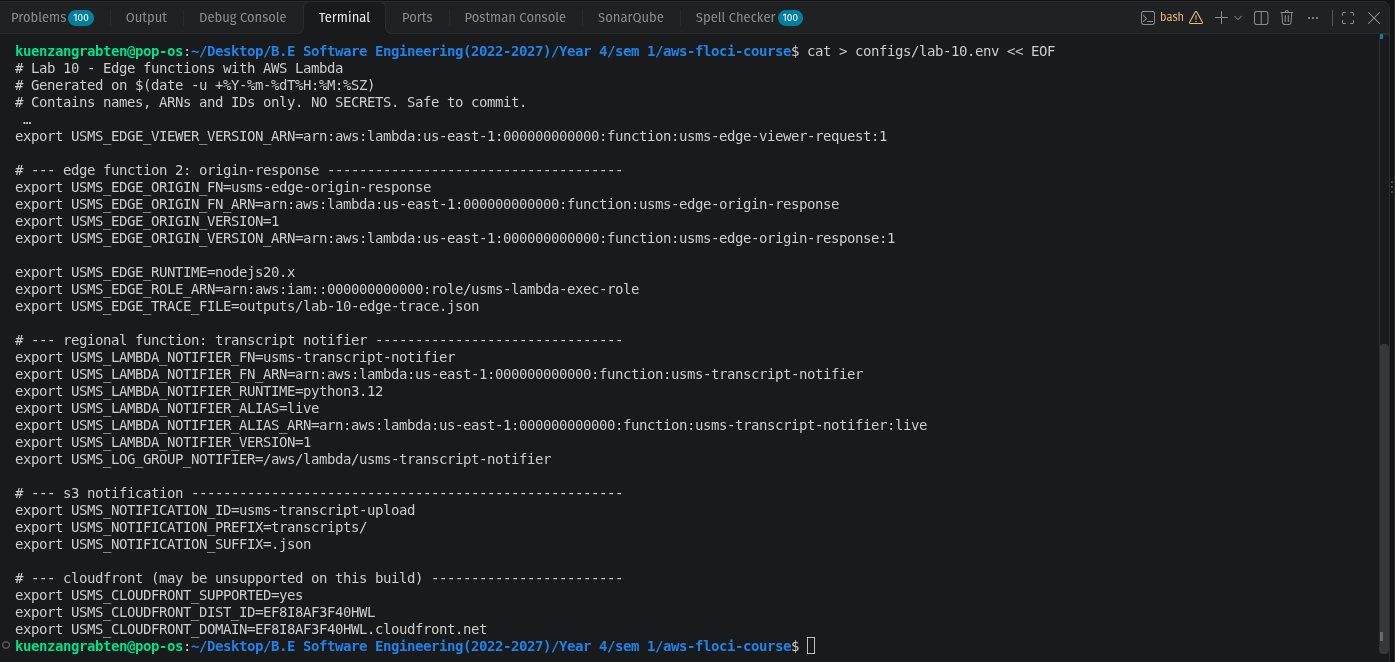 Problems 100 Output Debug Console Terminal Ports Postman Console SonarQube Spell Checker 100 bash
kuenzangrabten@pop-os:~/Desktop/B.E Software Engineering(2022-2027)/Year 4/sem 1/aws-floci-course$ cat > configs/lab-10.env << EOF
# Lab 10 - Edge functions with AWS Lambda
# Generated on $(date -u +%Y-%m-%dT%H:%M:%SZ)
# Contains names, ARNs and IDs only. NO SECRETS. Safe to commit.
…
export USMS_EDGE_VIEWER_VERSION_ARN=arn:aws:lambda:us-east-1:000000000000:function:usms-edge-viewer-request:1
# --- edge function 2: origin-response -----------------------------------
export USMS_EDGE_ORIGIN_FN=usms-edge-origin-response
export USMS_EDGE_ORIGIN_FN_ARN=arn:aws:lambda:us-east-1:000000000000:function:usms-edge-origin-response
export USMS_EDGE_ORIGIN_VERSION=1
export USMS_EDGE_ORIGIN_VERSION_ARN=arn:aws:lambda:us-east-1:000000000000:function:usms-edge-origin-response:1
export USMS_EDGE_RUNTIME=nodejs20.x
export USMS_EDGE_ROLE_ARN=arn:aws:iam::000000000000:role/usms-lambda-exec-role
export USMS_EDGE_TRACE_FILE=outputs/lab-10-edge-trace.json
# --- regional function: transcript notifier ------------------------------
export USMS_LAMBDA_NOTIFIER_FN=usms-transcript-notifier
export USMS_LAMBDA_NOTIFIER_FN_ARN=arn:aws:lambda:us-east-1:000000000000:function:usms-transcript-notifier
export USMS_LAMBDA_NOTIFIER_RUNTIME=python3.12
export USMS_LAMBDA_NOTIFIER_ALIAS=live
export USMS_LAMBDA_NOTIFIER_ALIAS_ARN=arn:aws:lambda:us-east-1:000000000000:function:usms-transcript-notifier:live
export USMS_LAMBDA_NOTIFIER_VERSION=1
export USMS_LOG_GROUP_NOTIFIER=/aws/lambda/usms-transcript-notifier
# --- s3 notification ----------------------------------------------------
export USMS_NOTIFICATION_ID=usms-transcript-upload
export USMS_NOTIFICATION_PREFIX=transcripts/
export USMS_NOTIFICATION_SUFFIX=.json
# --- cloudfront (may be unsupported on this build) -----------------------
export USMS_CLOUDFRONT_SUPPORTED=yes
export USMS_CLOUDFRONT_DIST_ID=EF8I8AF3F40HWL
export USMS_CLOUDFRONT_DOMAIN=EF8I8AF3F40HWL.cloudfront.net
kuenzangrabten@pop-os:~/Desktop/B.E Software Engineering(2022-2027)/Year 4/sem 1/aws-floci-course$